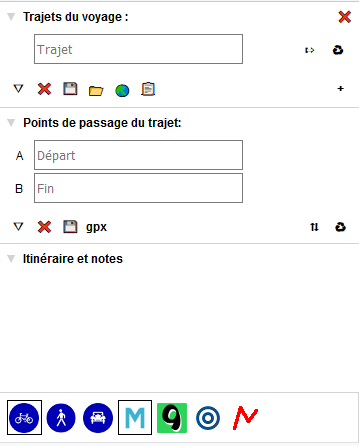 Trajets du voyage :
Trajet
Points de passage du trajet:
A Départ
B Fin
gpx
Itinéraire et notes
M 9